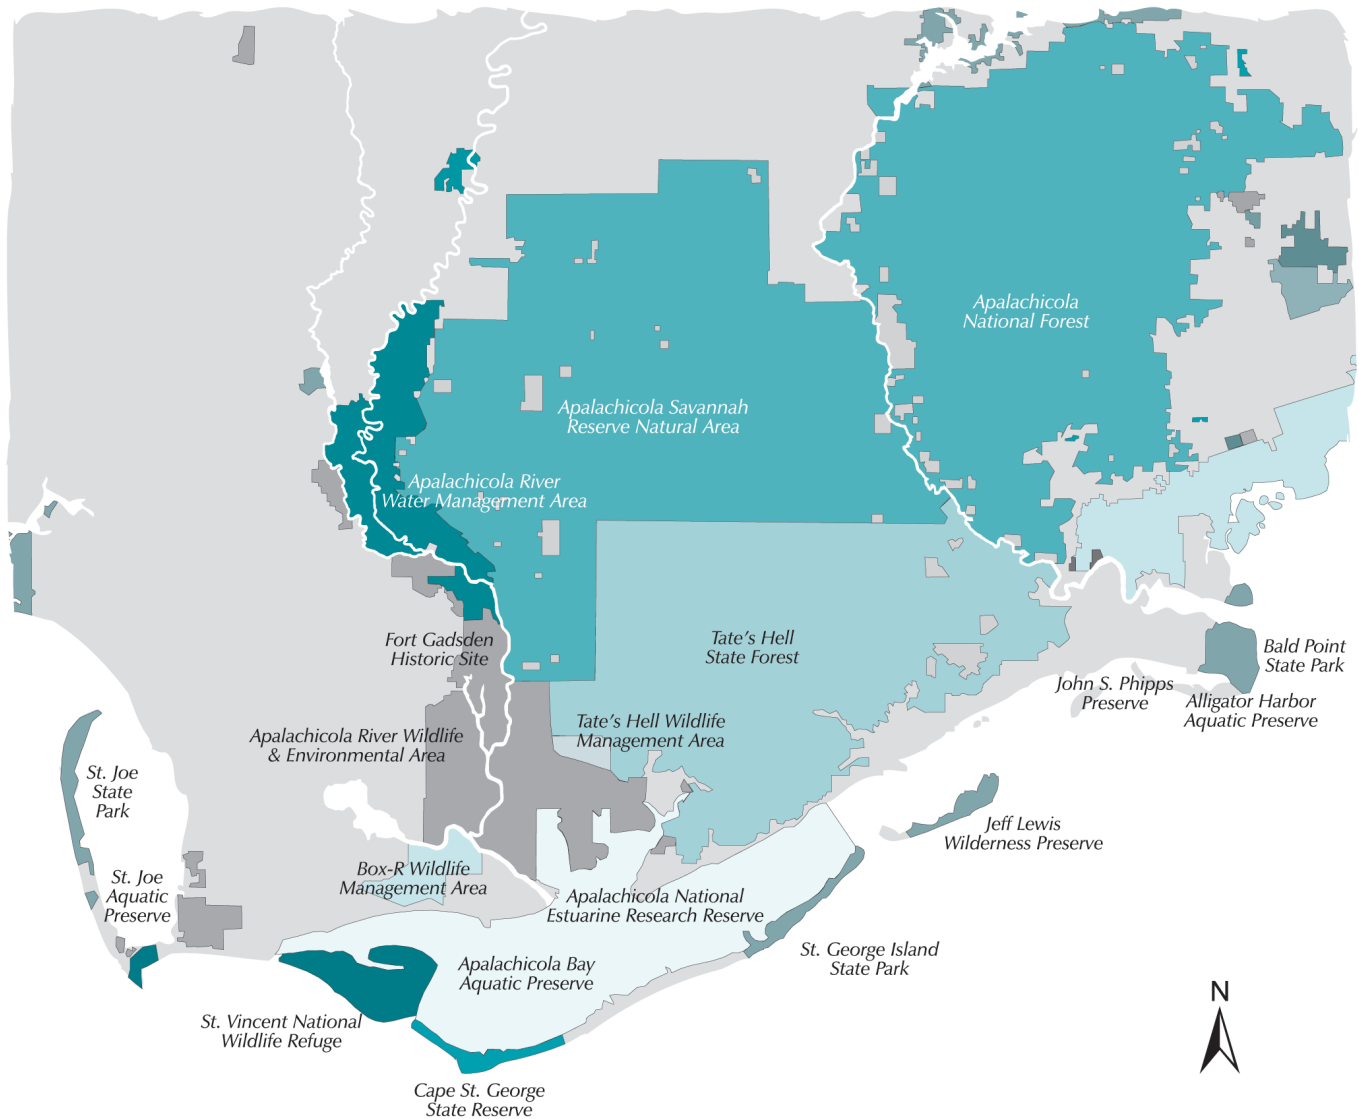 Apalachicola
National Forest
Apalachicola Savannah
Reserve Natural Area
Apalachicola River
Water Management Area
Fort Gadsden
Historic Site
Tate's Hell
State Forest
Bald Point
State Park
John S. Phipps
Preserve
Alligator Harbor
Aquatic Preserve
Apalachicola River Wildlife
& Environmental Area
Tate's Hell Wildlife
Management Area
St. Joe
State
Park
Jeff Lewis
Wilderness Preserve
St. Joe
Aquatic
Preserve
Box-R Wildlife
Management Area
Apalachicola National
Estuarine Research Reserve
St. George Island
State Park
Apalachicola Bay
Aquatic Preserve
St. Vincent National
Wildlife Refuge
Cape St. George
State Reserve
N